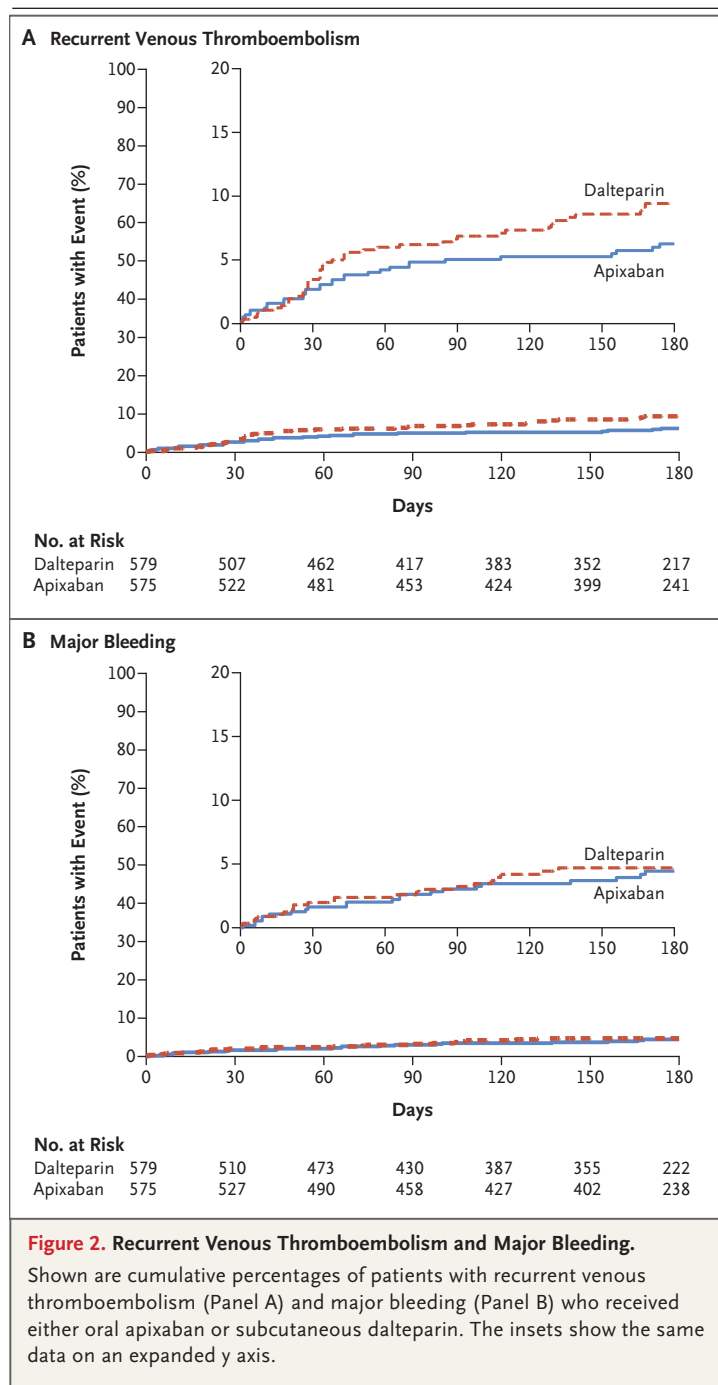 A Recurrent Venous Thromboembolism
Patients with Event (%)
100
90
80
70
60
50
40
30
20
10
0
20
15
10
5
0
Dalteparin
Apixaban
0 30 60 90 120 150 180
0 30 60 90 120 150 180
Days
No. at Risk
Dalteparin 579 507 462 417 383 352 217
Apixaban 575 522 481 453 424 399 241
B Major Bleeding
Patients with Event (%)
100
90
80
70
60
50
40
30
20
10
0
20
15
10
5
0
Dalteparin
Apixaban
0 30 60 90 120 150 180
0 30 60 90 120 150 180
Days
No. at Risk
Dalteparin 579 510 473 430 387 355 222
Apixaban 575 527 490 458 427 402 238
Figure 2. Recurrent Venous Thromboembolism and Major Bleeding.
Shown are cumulative percentages of patients with recurrent venous
thromboembolism (Panel A) and major bleeding (Panel B) who received
either oral apixaban or subcutaneous dalteparin. The insets show the same
data on an expanded y axis.